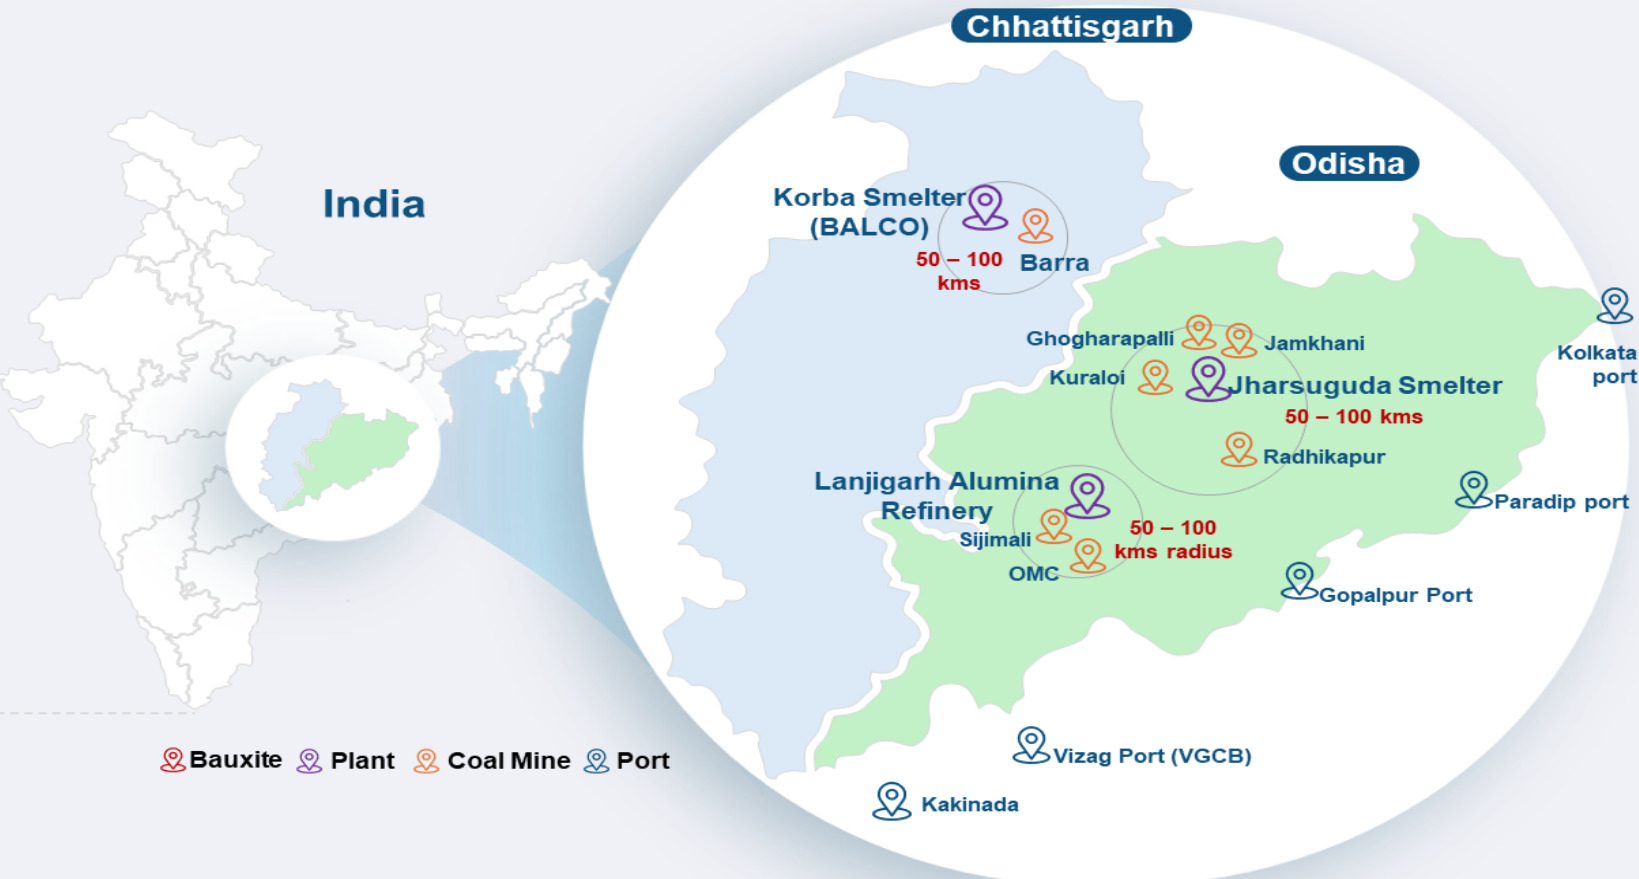 Chhattisgarh
Odisha
India
Korba Smelter
(BALCO)
50 – 100
kms
Barra
Ghogharapalli
Jamkhani
Kuraloi
Jharsuguda Smelter
50 – 100 kms
Radhikapur
Kolkata
port
Lanjigarh Alumina
Refinery
Sijimali
OMC
50 – 100
kms radius
Paradip port
Gopalpur Port
Vizag Port (VGCB)
Kakinada
Bauxite Plant Coal Mine Port